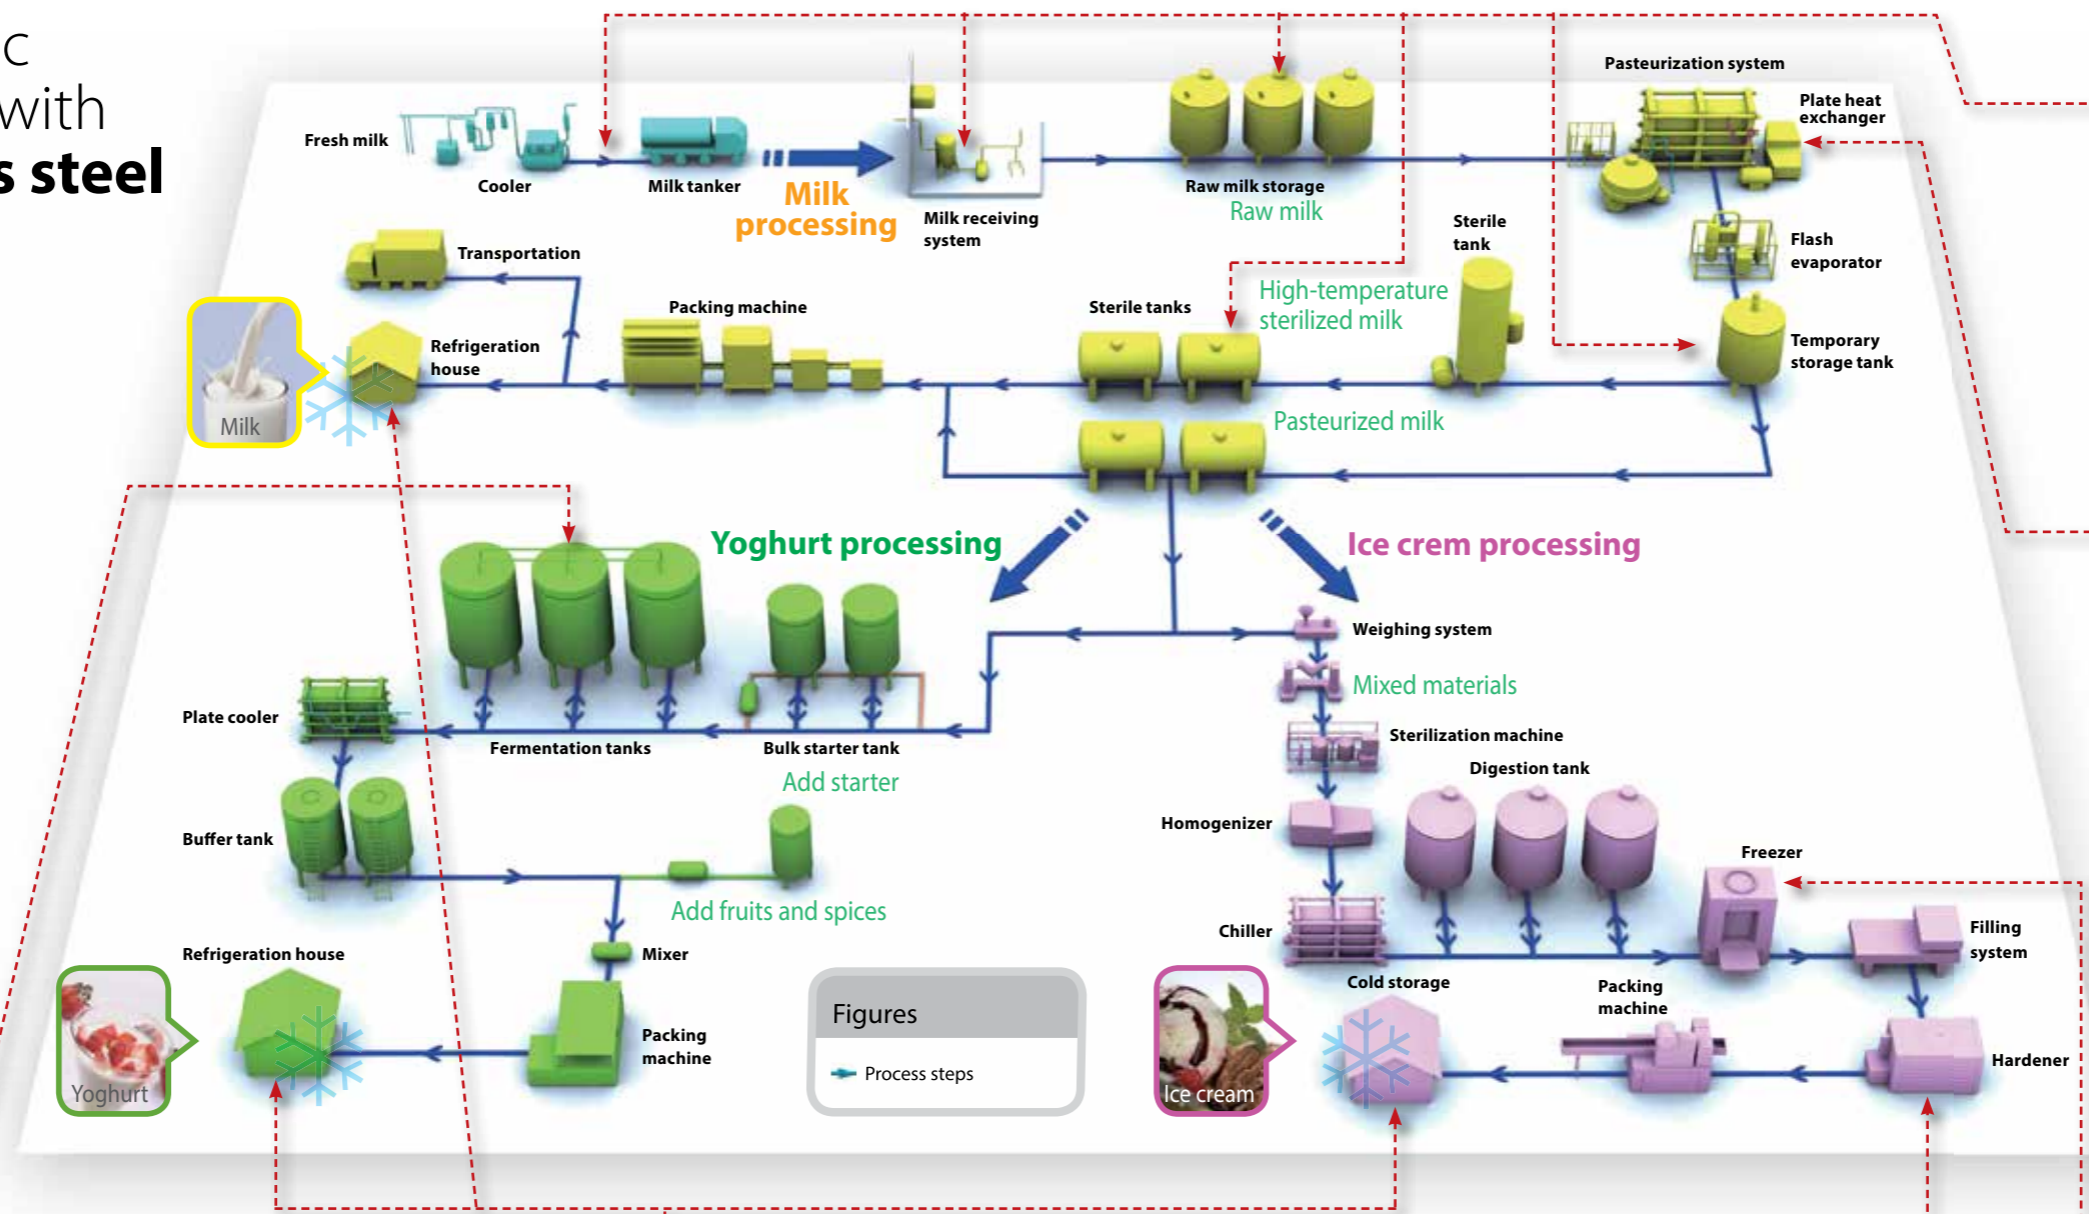 c
with
s steel
Pasteurization system
Plate heat
exchanger
Fresh milk
Cooler
Milk tanker
Milk
processing
Milk receiving
system
Raw milk storage
Raw milk
Sterile
tank
Flash
evaporator
Transportation
Packing machine
Sterile tanks
High-temperature
sterilized milk
Refrigeration
house
Temporary
storage tank
Milk
Pasteurized milk
Yoghurt processing
Ice crem processing
Weighing system
Mixed materials
Plate cooler
Fermentation tanks
Bulk starter tank
Add starter
Sterilization machine
Digestion tank
Buffer tank
Homogenizer
Freezer
Add fruits and spices
Chiller
Filling
system
Refrigeration house
Mixer
Cold storage
Packing
machine
Figures
Process steps
Packing
machine
Hardener
Yoghurt
Ice cream